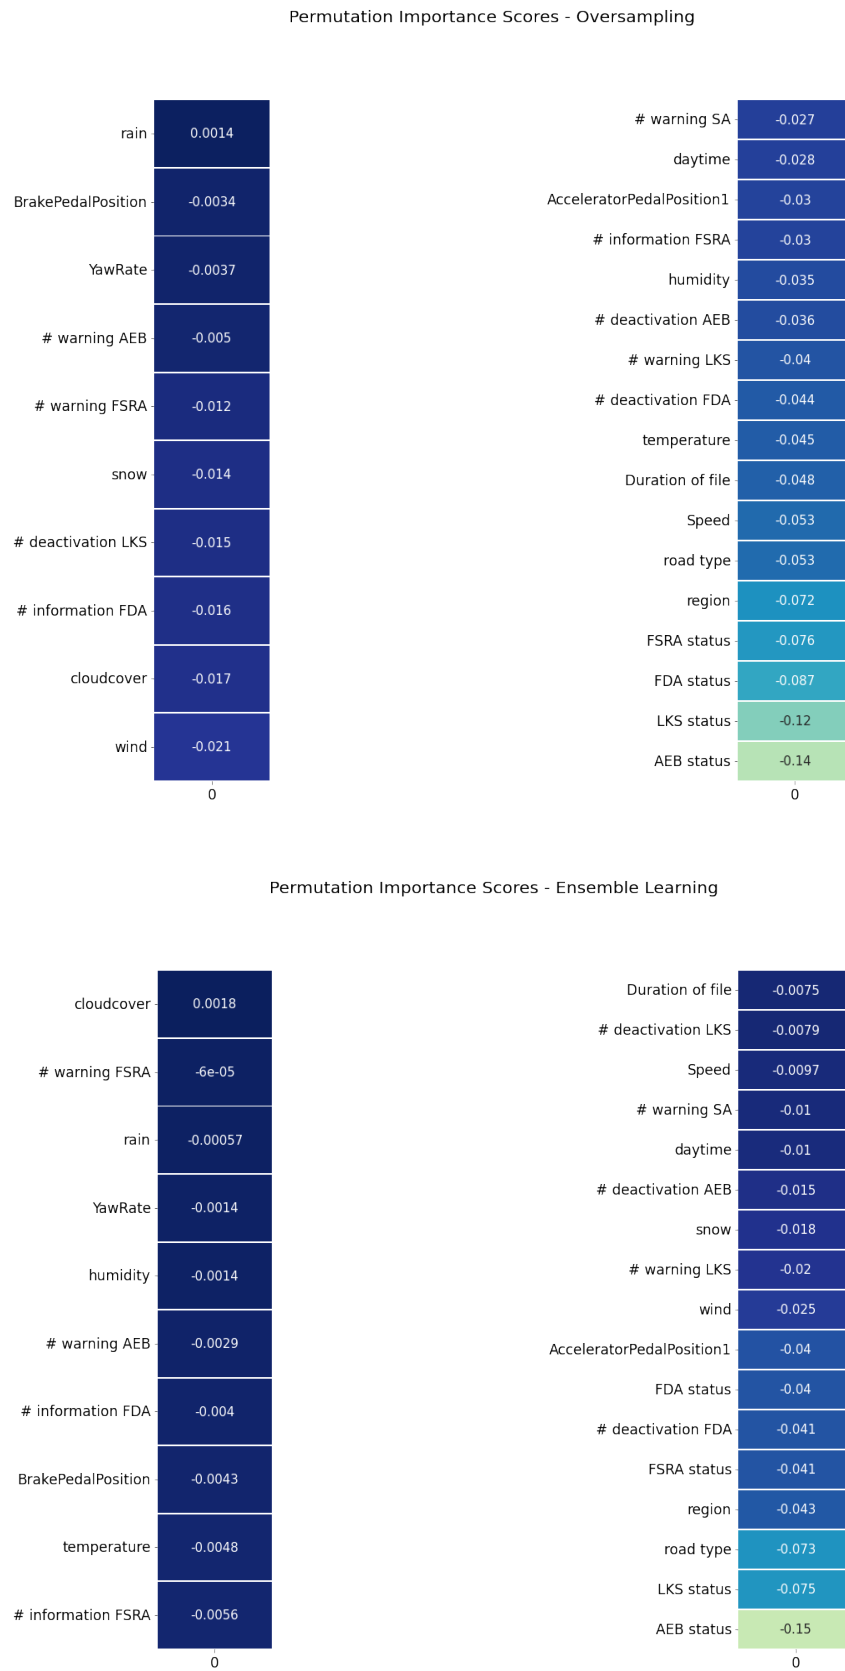 Permutation Importance Scores - Oversampling
rain 0.0014
BrakePedalPosition -0.0034
YawRate -0.0037
# warning AEB -0.005
# warning FSRA -0.012
snow -0.014
# deactivation LKS -0.015
# information FDA -0.016
cloudcover -0.017
wind -0.021
0
# warning SA -0.027
daytime -0.028
AcceleratorPedalPosition1 -0.03
# information FSRA -0.03
humidity -0.035
# deactivation AEB -0.036
# warning LKS -0.04
# deactivation FDA -0.044
temperature -0.045
Duration of file -0.048
Speed -0.053
road type -0.053
region -0.072
FSRA status -0.076
FDA status -0.087
LKS status -0.12
AEB status -0.14
0
Permutation Importance Scores - Ensemble Learning
cloudcover 0.0018
# warning FSRA -6e-05
rain -0.00057
YawRate -0.0014
humidity -0.0014
# warning AEB -0.0029
# information FDA -0.004
BrakePedalPosition -0.0043
temperature -0.0048
# information FSRA -0.0056
0
Duration of file -0.0075
# deactivation LKS -0.0079
Speed -0.0097
# warning SA -0.01
daytime -0.01
# deactivation AEB -0.015
snow -0.018
# warning LKS -0.02
wind -0.025
AcceleratorPedalPosition1 -0.04
FDA status -0.04
# deactivation FDA -0.041
FSRA status -0.041
region -0.043
road type -0.073
LKS status -0.075
AEB status -0.15
0